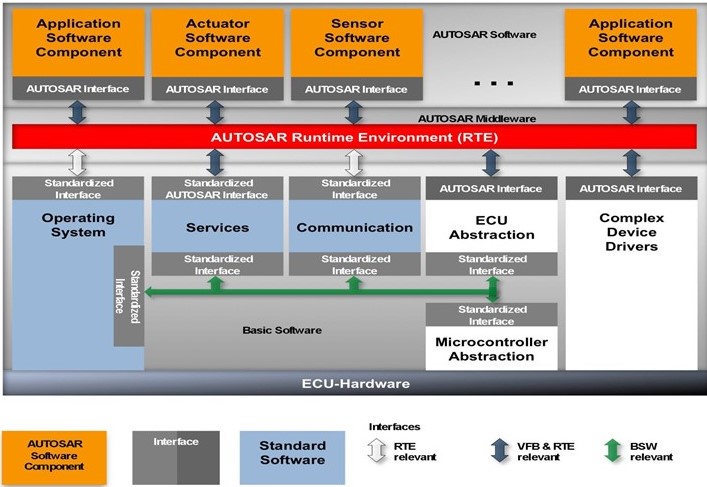 Application
Software
Component
AUTOSAR Interface
Actuator
Software
Component
AUTOSAR Interface
Sensor
Software
Component
AUTOSAR Interface
AUTOSAR Software
. . .
Application
Software
Component
AUTOSAR Interface
AUTOSAR Middleware
AUTOSAR Runtime Environment (RTE)
Standardized
Interface
Operating
System
Standardized
Interface
Standardized
AUTOSAR Interface
Services
Standardized
Interface
Standardized
Interface
Communication
Standardized
Interface
AUTOSAR Interface
ECU
Abstraction
Standardized
Interface
Standardized
Interface
Microcontroller
Abstraction
AUTOSAR Interface
Complex
Device
Drivers
Basic Software
ECU-Hardware
AUTOSAR
Software
Component
Interface
Standard
Software
Interfaces
RTE
relevant
VFB & RTE
relevant
BSW
relevant